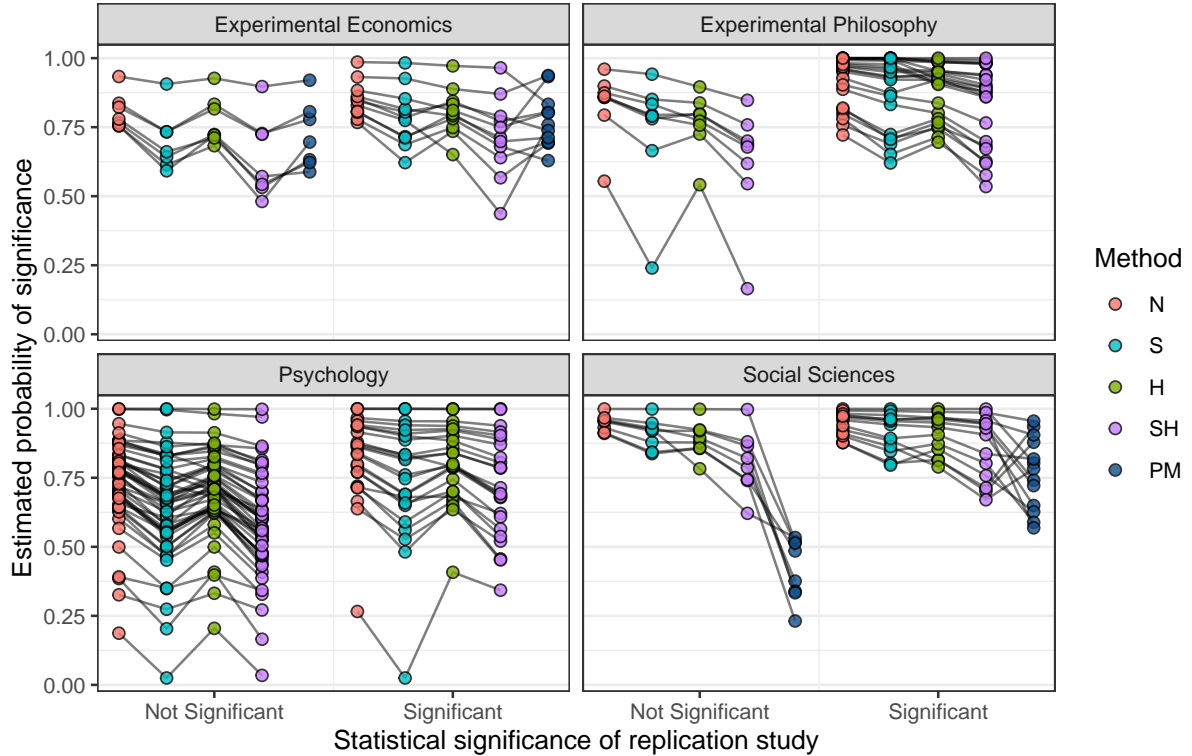 Experimental Economics
Experimental Philosophy
1.00
0.75
0.50
0.25
0.00
Psychology
Social Sciences
1.00
0.75
0.50
0.25
0.00
Not Significant
Significant
Not Significant
Significant
Statistical significance of replication study
Estimated probability of significance
Method
N
S
H
SH
PM